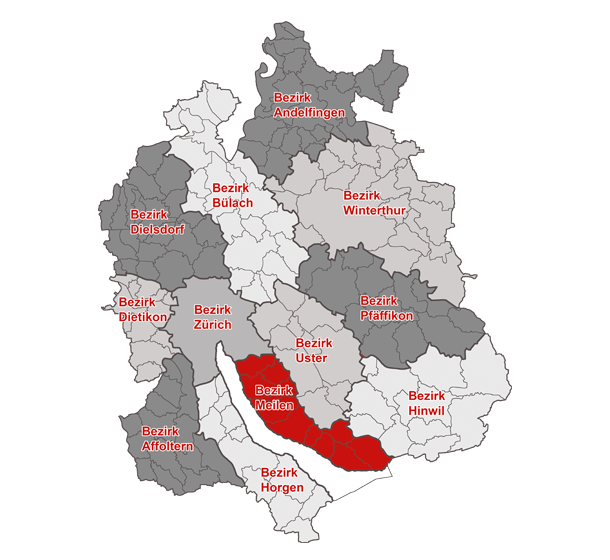 Bezirk
Andelfingen
Bezirk
Bülach
Bezirk
Winterthur
Bezirk
Dielsdorf
Bezirk
Dietikon
Bezirk
Zürich
Bezirk
Pfäffikon
Bezirk
Uster
Bezirk
Meilen
Bezirk
Hinwil
Bezirk
Affoltern
Bezirk
Horgen